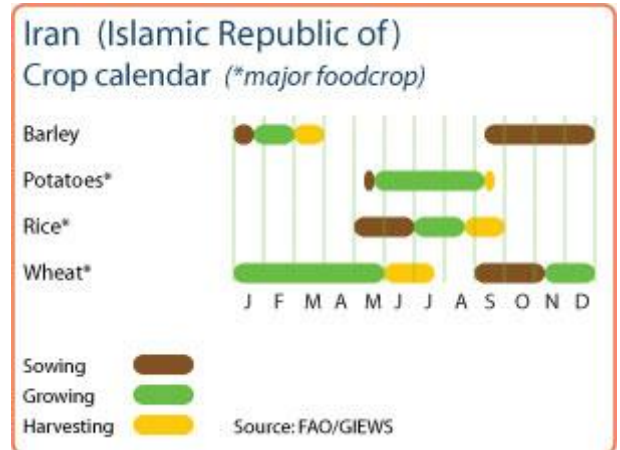 Iran (Islamic Republic of)
Crop calendar (*major foodcrop)
Barley
Potatoes*
Rice*
Wheat*
J F M A M J J A S O N D
Sowing
Growing
Harvesting
Source: FAO/GIEWS